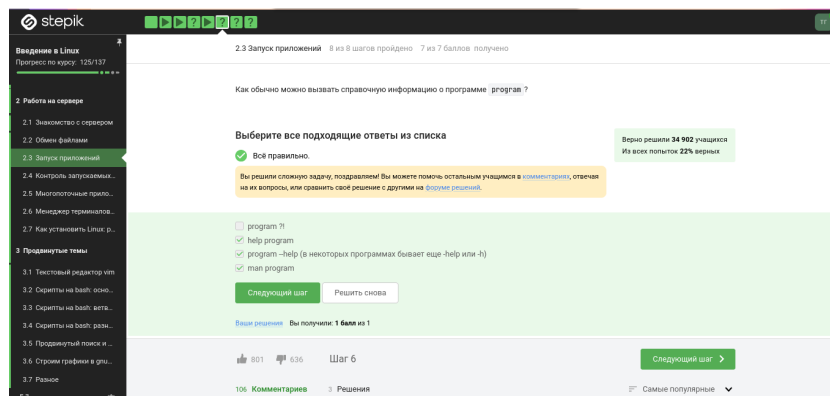 stepik
Введение в Linux
Прогресс по курсу: 125/137
2 Работа на сервере
2.1 Знакомство с сервером
2.2 Обмен файлами
2.3 Запуск приложений
2.4 Контроль запускаемых...
2.5 Многопоточные прило...
2.6 Менеджер терминалов...
2.7 Как установить Linux: р...
3 Продвинутые темы
3.1 Текстовый редактор vim
3.2 Скрипты на bash: осно...
3.3 Скрипты на bash: ветв...
3.4 Скрипты на bash: разн...
3.5 Продвинутый поиск и ...
3.6 Строим графики в gnu...
3.7 Разное
2.3 Запуск приложений 8 из 8 шагов пройдено 7 из 7 баллов получено
Как обычно можно вызвать справочную информацию о программе program ?
Выберите все подходящие ответы из списка
Всё правильно.
Верно решили 34 902 учащихся
Из всех попыток 22% верных
Вы решили сложную задачу, поздравляем! Вы можете помочь остальным учащимся в комментариях, отвечая
на их вопросы, или сравнить своё решение с другими на форуме решений.
program ?!
help program
program –help (в некоторых программах бывает еще -help или -h)
man program
Следующий шаг Решить снова
Ваши решения Вы получили: 1 балл из 1
801 636 Шаг 6 Следующий шаг
106 Комментариев 3 Решения Самые популярные